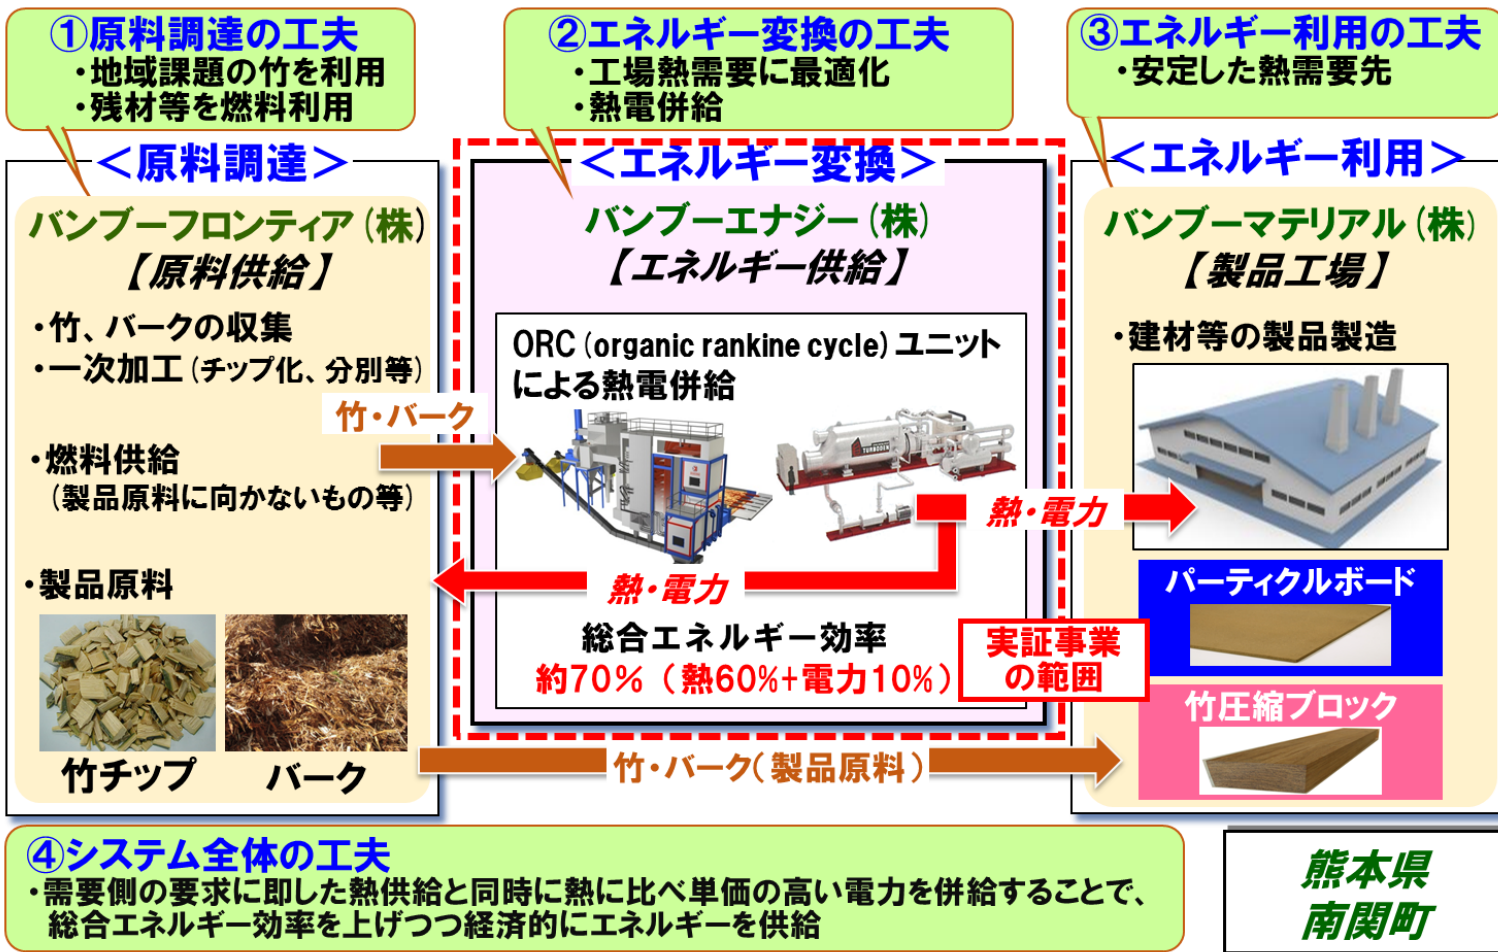 ①原料調達の工夫
・地域課題の竹を利用
・残材等を燃料利用
②エネルギー変換の工夫
・工場熱需要に最適化
・熱電併給
③エネルギー利用の工夫
・安定した熱需要先
＜原料調達＞
バンブーフロンティア(株)
【原料供給】
・竹、バークの収集
・一次加工(チップ化、分別等)
・燃料供給
(製品原料に向かないもの等)
・製品原料
竹チップ
バーク
竹・バーク
＜エネルギー変換＞
バンブーエナジー(株)
【エネルギー供給】
ORC(organic rankine cycle)ユニット
による熱電併給
TURBODEN
熱・電力
熱・電力
総合エネルギー効率
約70％(熱60%+電力10%)
実証事業
の範囲
竹・バーク(製品原料)
＜エネルギー利用＞
バンブーマテリアル(株)
【製品工場】
・建材等の製品製造
パーティクルボード
竹圧縮ブロック
④システム全体の工夫
・需要側の要求に即した熱供給と同時に熱に比べ単価の高い電力を併給することで、
総合エネルギー効率を上げつつ経済的にエネルギーを供給
熊本県
南関町